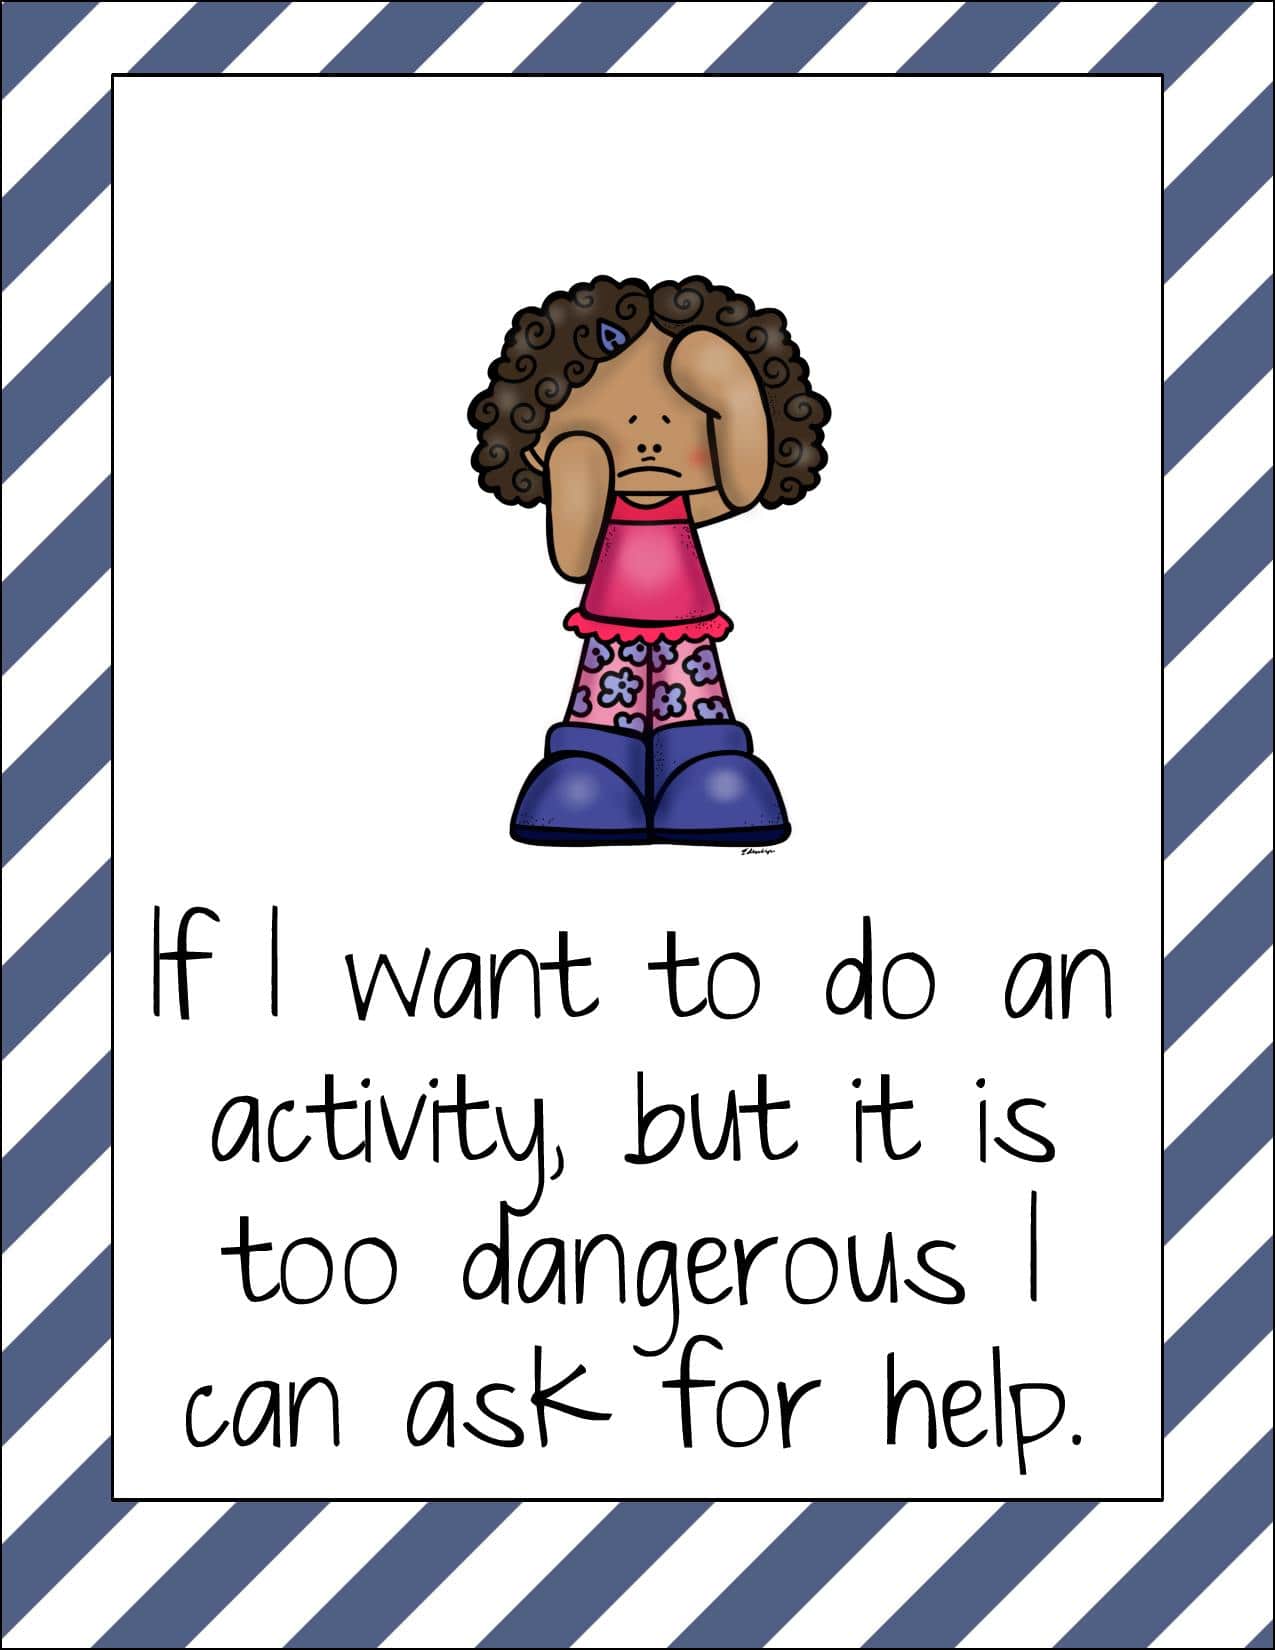 If I want to do an
activity, but it is
too dangerous I
can ask for help.